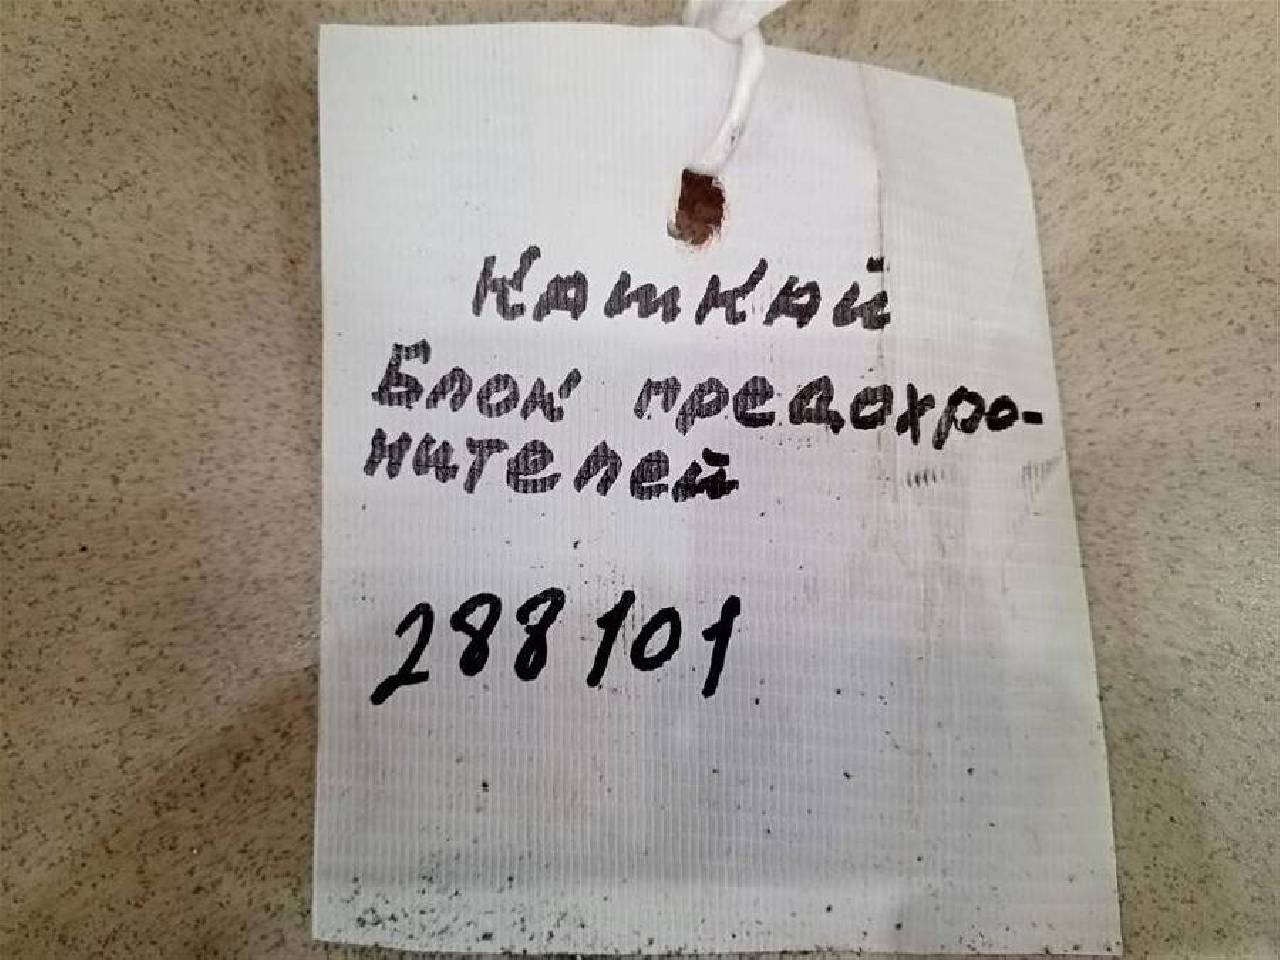 Кашкай
Блок предохра-
нителей
288101